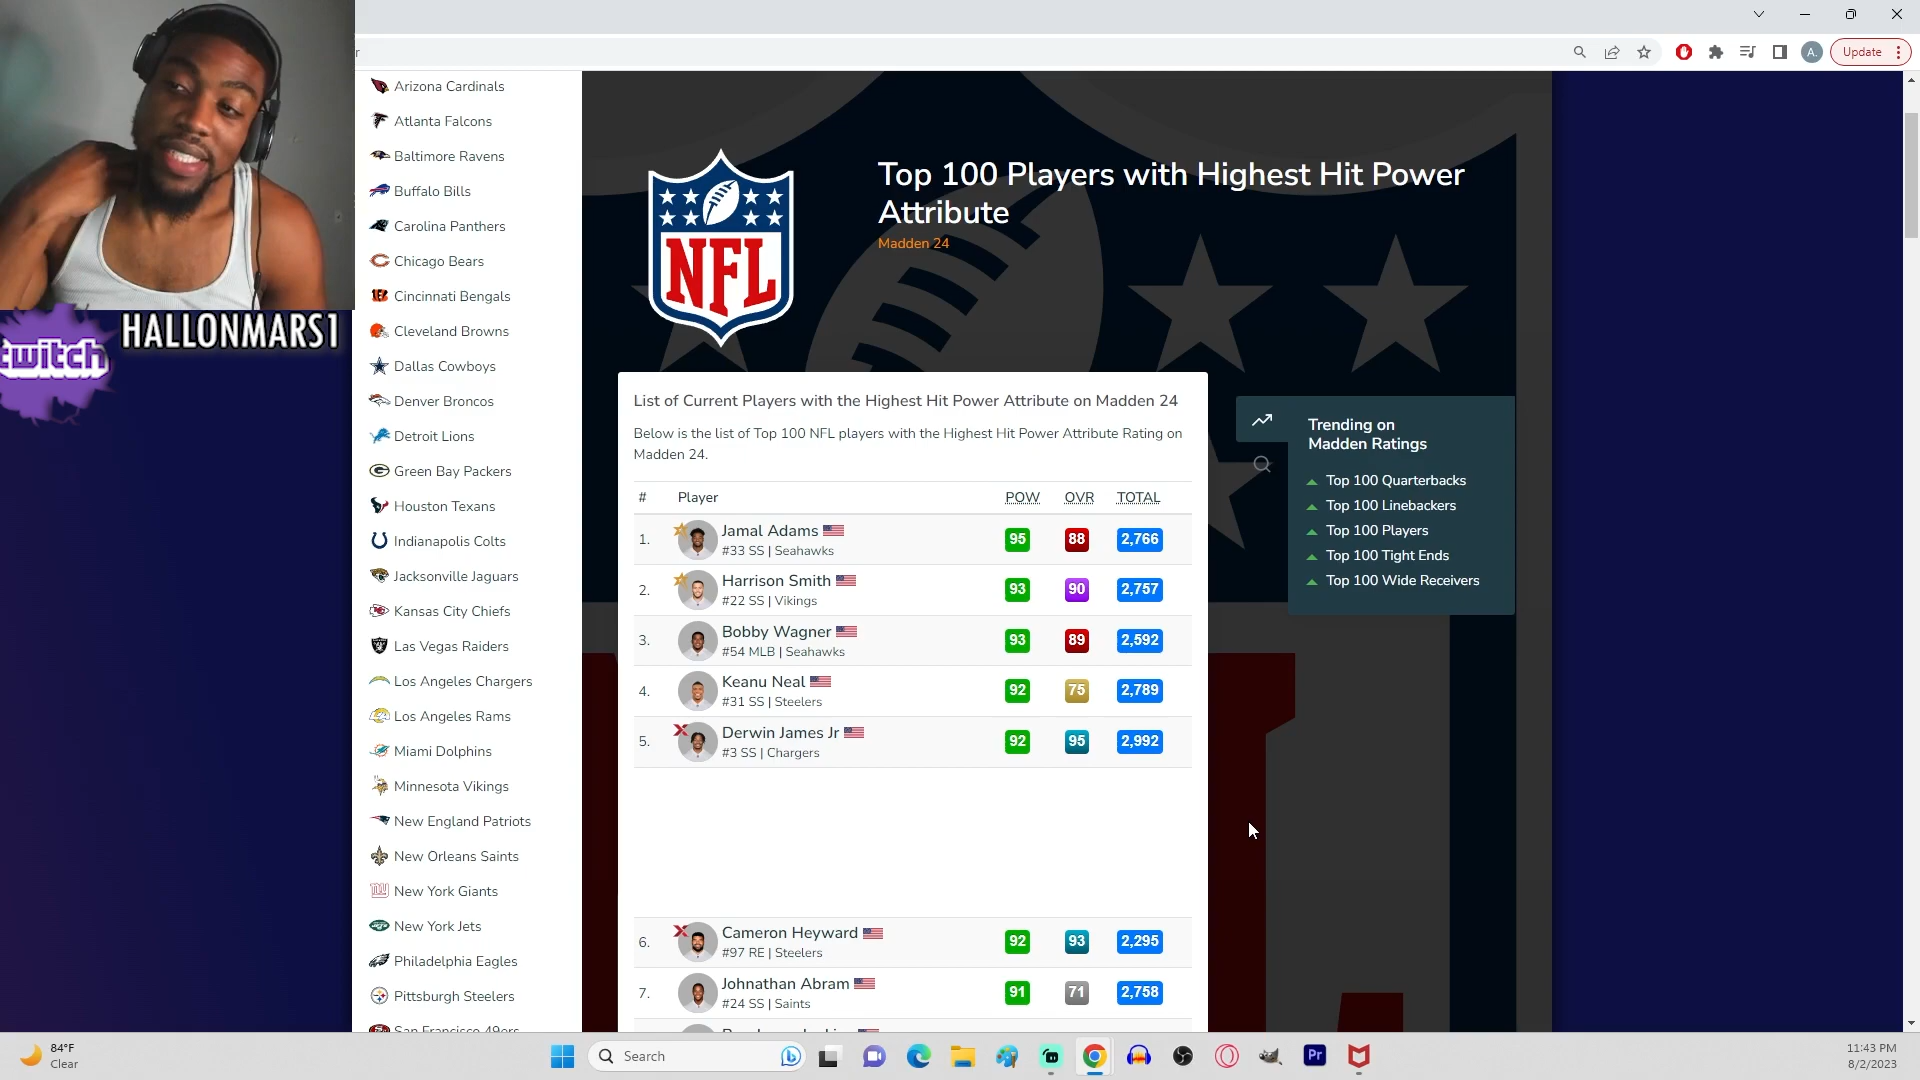 r
Update
Arizona Cardinals
Atlanta Falcons
Baltimore Ravens
Buffalo Bills
Carolina Panthers
Chicago Bears
Cincinnati Bengals
Cleveland Browns
Dallas Cowboys
Denver Broncos
Detroit Lions
Green Bay Packers
Houston Texans
Indianapolis Colts
Jacksonville Jaguars
Kansas City Chiefs
Las Vegas Raiders
Los Angeles Chargers
Los Angeles Rams
Miami Dolphins
Minnesota Vikings
New England Patriots
New Orleans Saints
New York Giants
New York Jets
Philadelphia Eagles
Pittsburgh Steelers
San Francisco 49ers
twitch HALLONMARS1
NFL
Top 100 Players with Highest Hit Power
Attribute
Madden 24
List of Current Players with the Highest Hit Power Attribute on Madden 24
Below is the list of Top 100 NFL players with the Highest Hit Power Attribute Rating on
Madden 24.
# Player POW OVR TOTAL
1. Jamal Adams 95 88 2,766
#33 SS | Seahawks
2. Harrison Smith 93 90 2,757
#22 SS | Vikings
3. Bobby Wagner 93 89 2,592
#54 MLB | Seahawks
4. Keanu Neal 92 75 2,789
#31 SS | Steelers
5. Derwin James Jr 92 95 2,992
#3 SS | Chargers
6. Cameron Heyward 92 93 2,295
#97 RE | Steelers
7. Johnathan Abram 91 71 2,758
#24 SS | Saints
Trending on
Madden Ratings
Top 100 Quarterbacks
Top 100 Linebackers
Top 100 Players
Top 100 Tight Ends
Top 100 Wide Receivers
84°F
Clear
Search
Pr
11:43 PM
8/2/2023